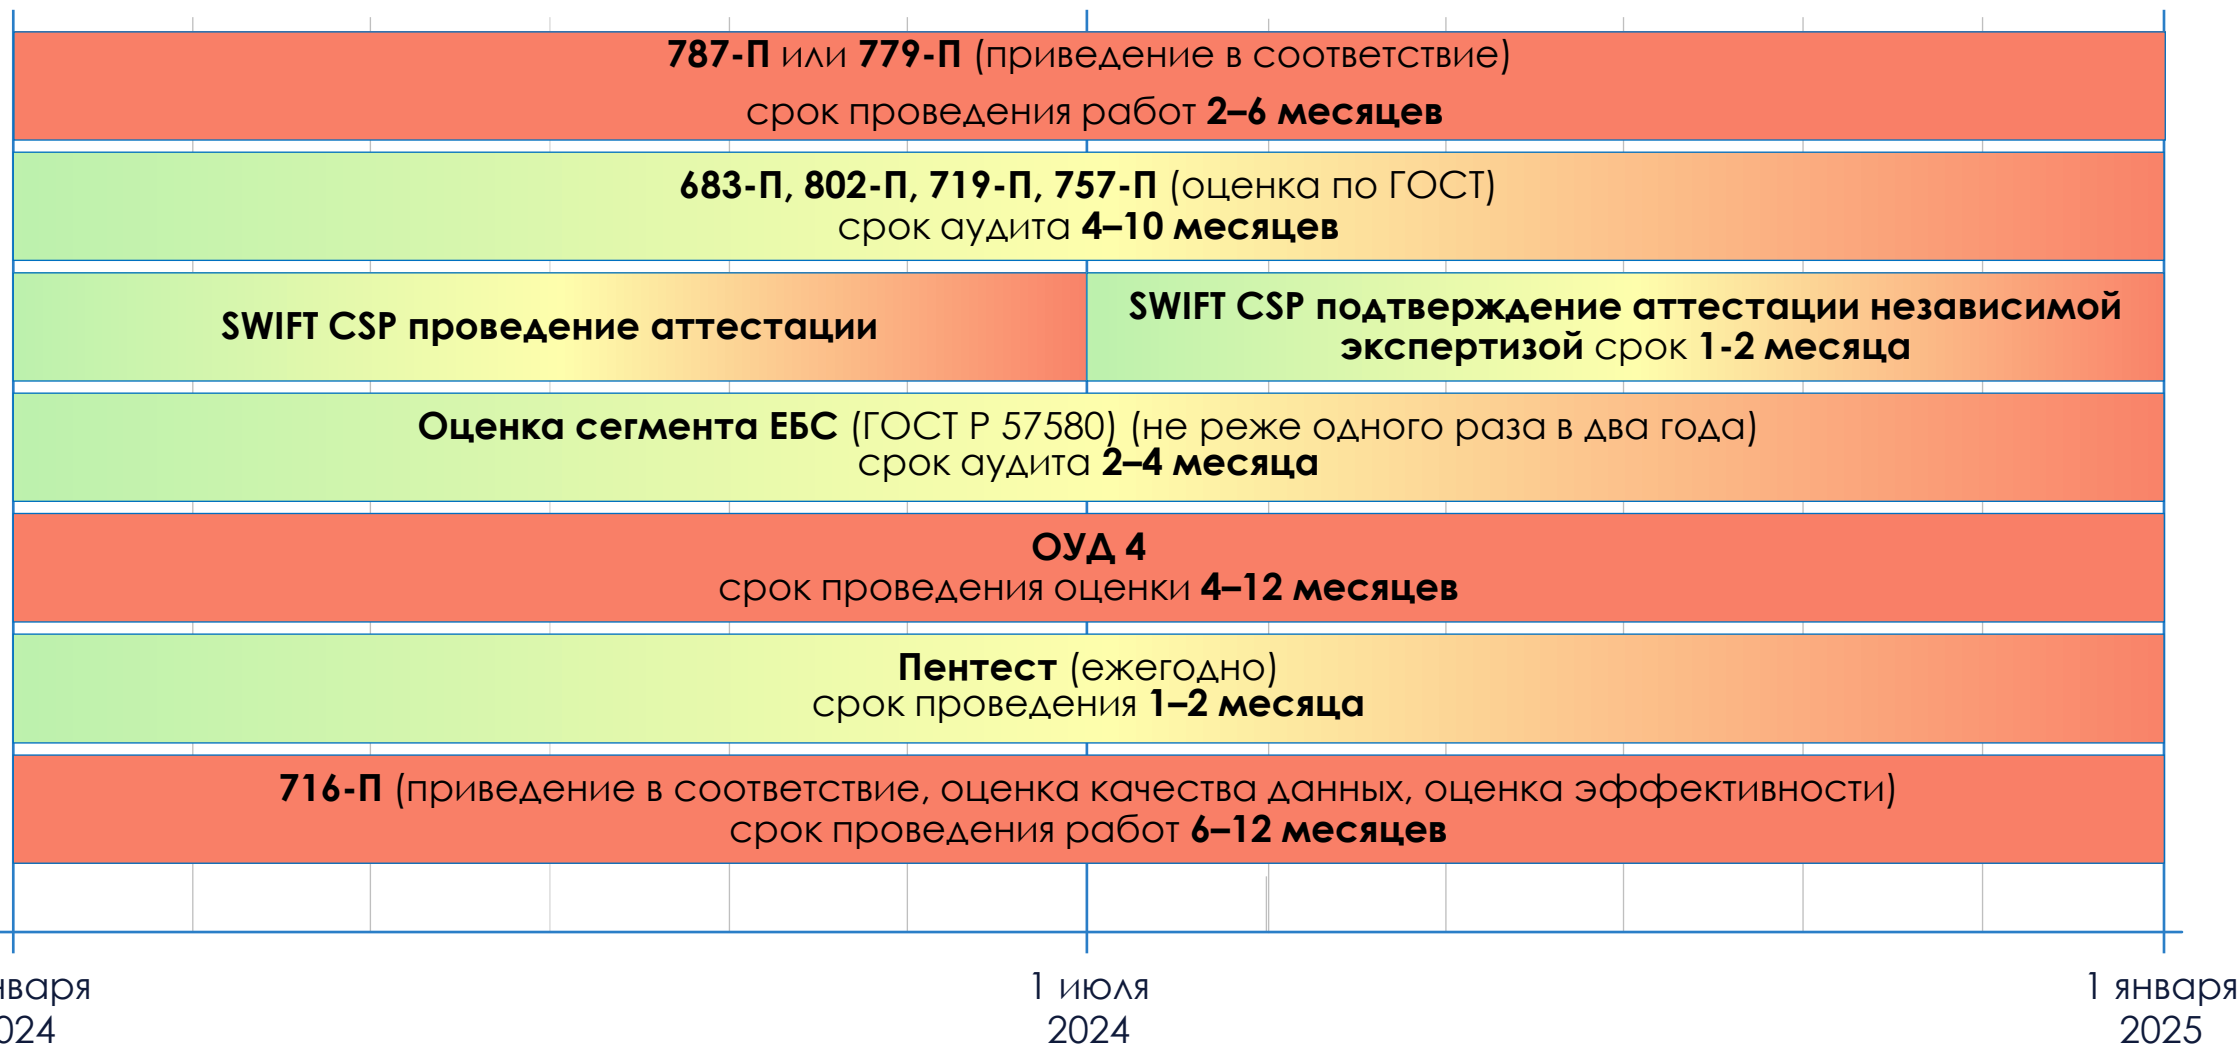 787-П или 779-П (приведение в соответствие)
срок проведения работ 2–6 месяцев
683-П, 802-П, 719-П, 757-П (оценка по ГОСТ)
срок аудита 4–10 месяцев
SWIFT CSP проведение аттестации
SWIFT CSP подтверждение аттестации независимой
экспертизой срок 1-2 месяца
Оценка сегмента ЕБС (ГОСТ Р 57580) (не реже одного раза в два года)
срок аудита 2–4 месяца
ОУД 4
срок проведения оценки 4–12 месяцев
Пентест (ежегодно)
срок проведения 1–2 месяца
716-П (приведение в соответствие, оценка качества данных, оценка эффективности)
срок проведения работ 6–12 месяцев
нваря
024
1 июля
2024
1 января
2025